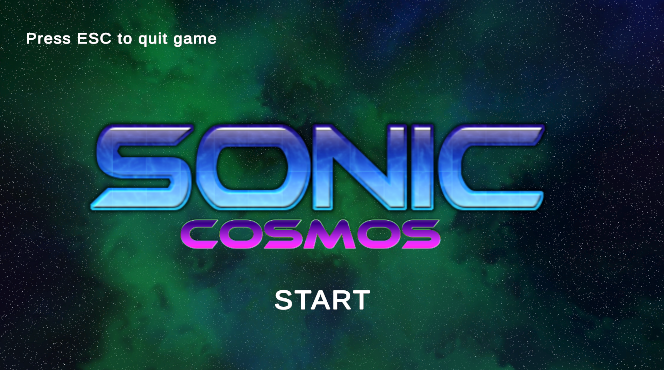 Press ESC to quit game
SONIC
COSMOS
START